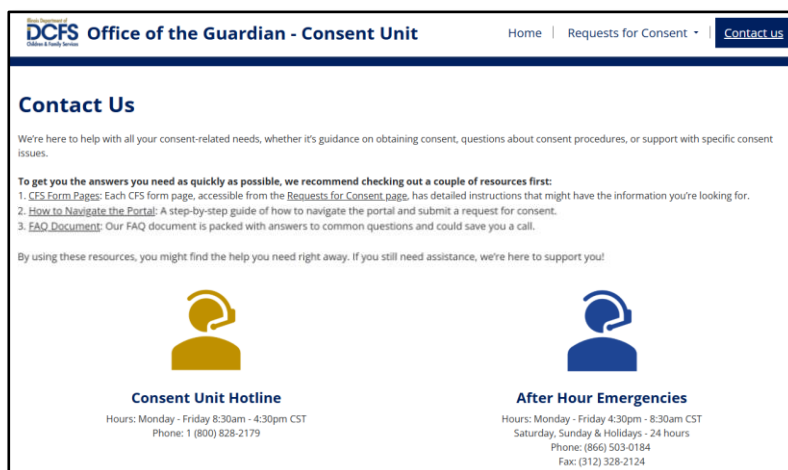 Illinois Department of
DCFS
Children & Family Services
Office of the Guardian - Consent Unit
Home | Requests for Consent | Contact us
Contact Us
We're here to help with all your consent-related needs, whether it's guidance on obtaining consent, questions about consent procedures, or support with specific consent
issues.
To get you the answers you need as quickly as possible, we recommend checking out a couple of resources first:
1. CFS Form Pages: Each CFS form page, accessible from the Requests for Consent page, has detailed instructions that might have the information you're looking for.
2. How to Navigate the Portal: A step-by-step guide of how to navigate the portal and submit a request for consent.
3. FAQ Document: Our FAQ document is packed with answers to common questions and could save you a call.
By using these resources, you might find the help you need right away. If you still need assistance, we're here to support you!
Consent Unit Hotline
Hours: Monday - Friday 8:30am - 4:30pm CST
Phone: 1 (800) 828-2179
After Hour Emergencies
Hours: Monday - Friday 4:30pm - 8:30am CST
Saturday, Sunday & Holidays - 24 hours
Phone: (866) 503-0184
Fax: (312) 328-2124